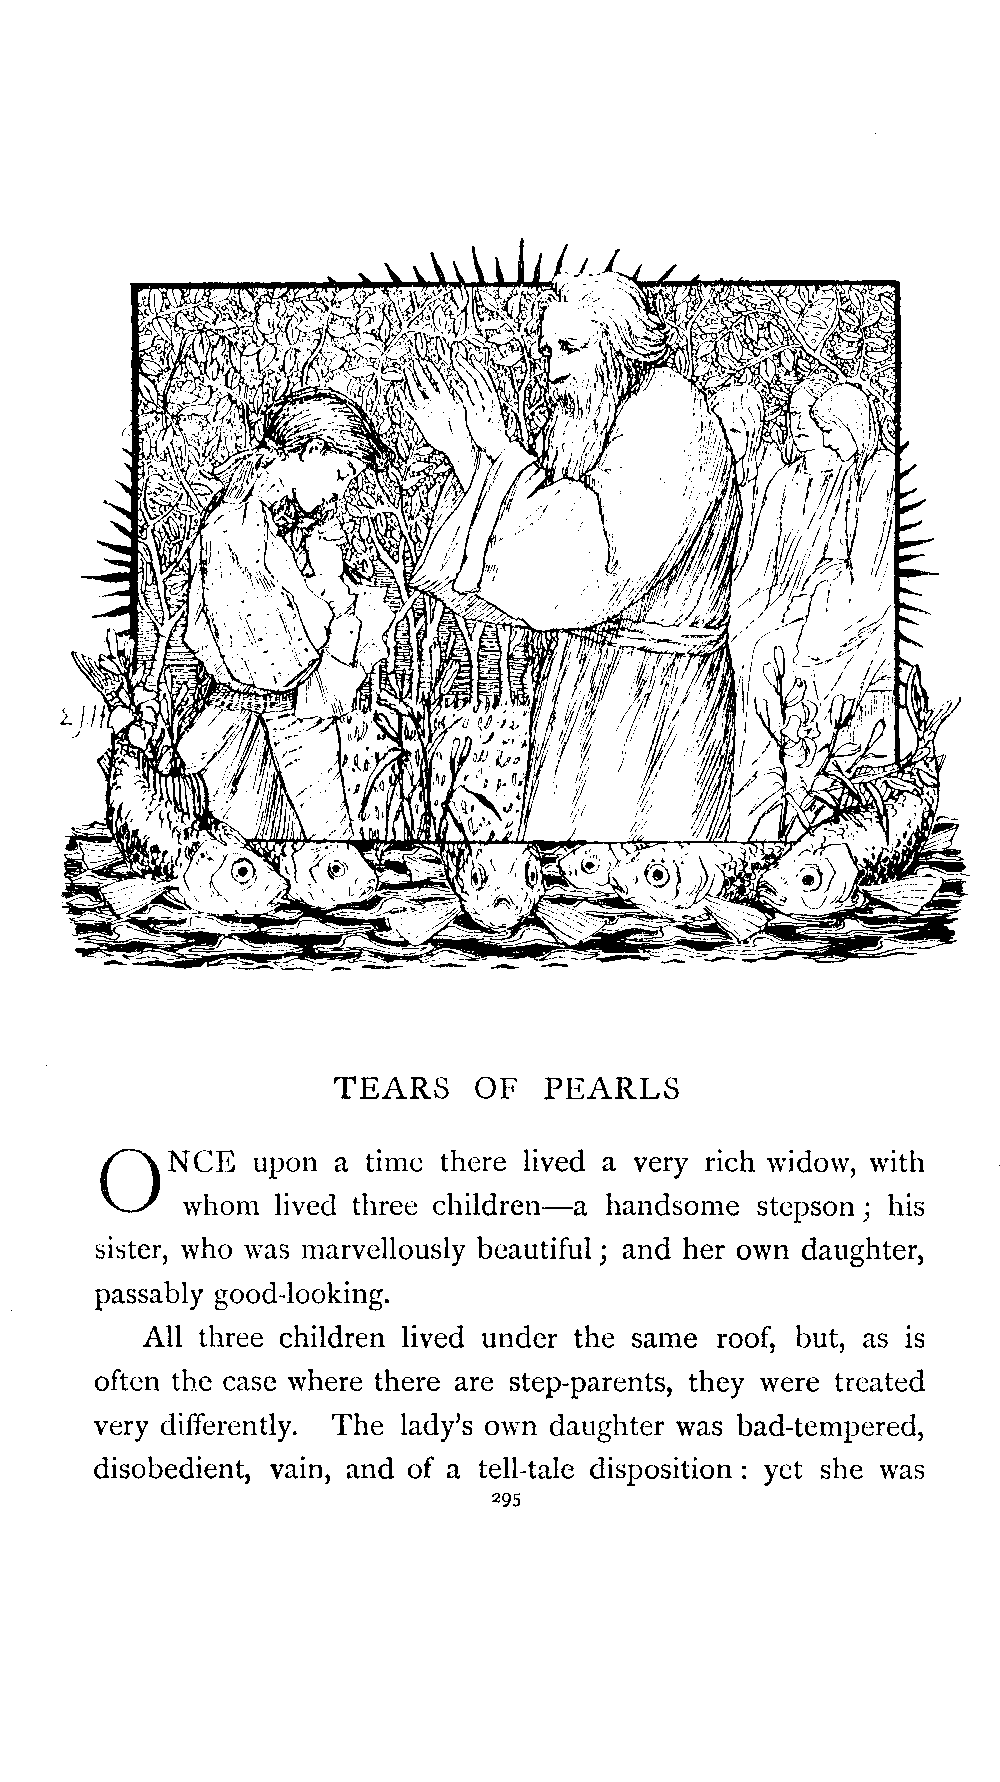 TEARS OF PEARLS
ONCE upon a time there lived a very rich widow, with
whom lived three children—a handsome stepson; his
sister, who was marvellously beautiful; and her own daughter,
passably good-looking.
All three children lived under the same roof, but, as is
often the case where there are step-parents, they were treated
very differently. The lady's own daughter was bad-tempered,
disobedient, vain, and of a tell-tale disposition: yet she was
295